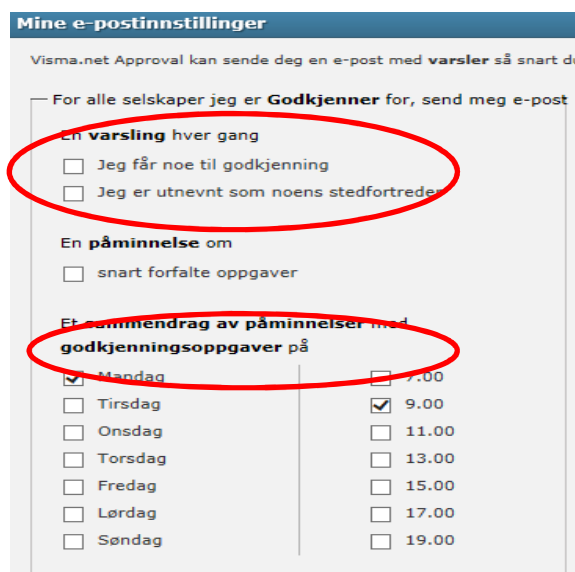 Mine e-postinnstillinger
Visma.net Approval kan sende deg en e-post med varsler så snart
For alle selskaper jeg er Godkjenner for, send meg e-post
En varsling hver gang
Jeg får noe til godkjenning
Jeg er utnevnt som noens stedfortreder
En påminnelse om
snart forfalte oppgaver
Et sammendrag av påminnelser med
godkjenningsoppgaver på
Mandag 7.00
Tirsdag 9.00
Onsdag 11.00
Torsdag 13.00
Fredag 15.00
Lørdag 17.00
Søndag 19.00